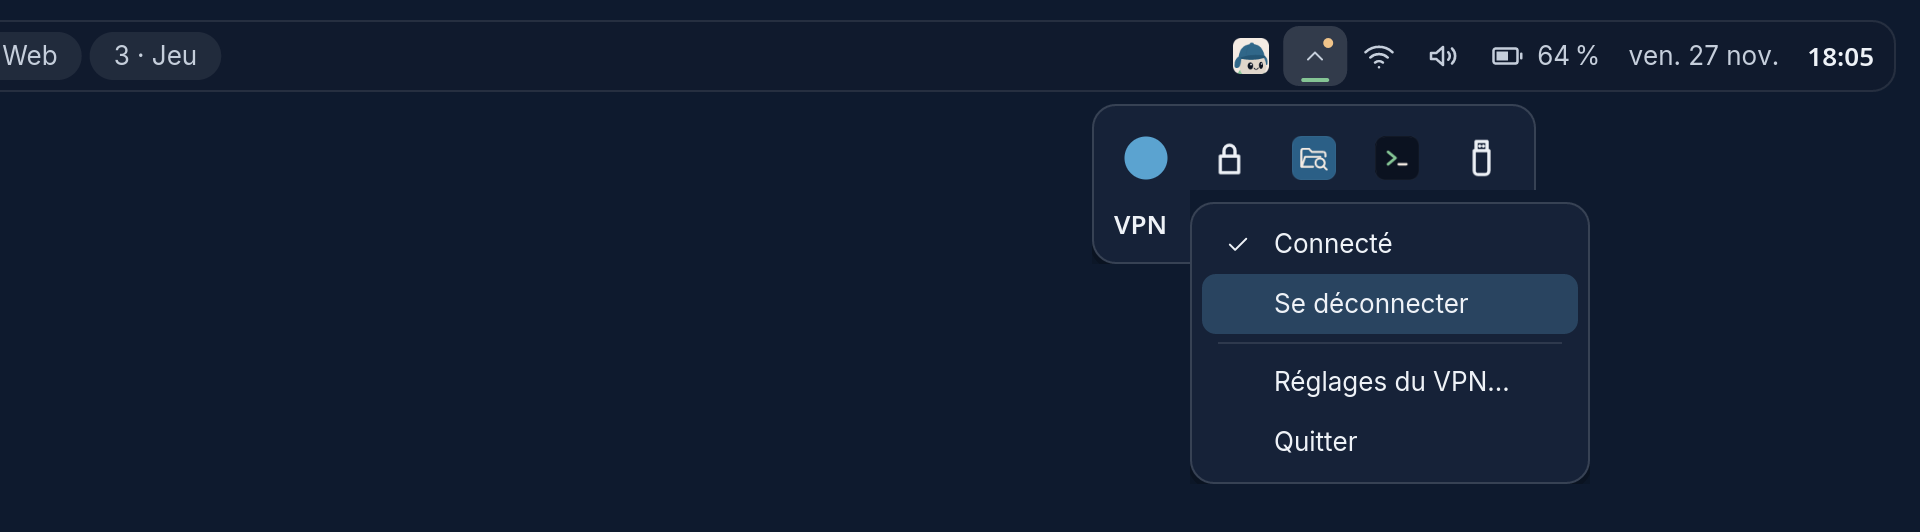 Web
3 · Jeu
64 %
ven. 27 nov.
18:05
VPN
Connecté
Se déconnecter
Réglages du VPN...
Quitter